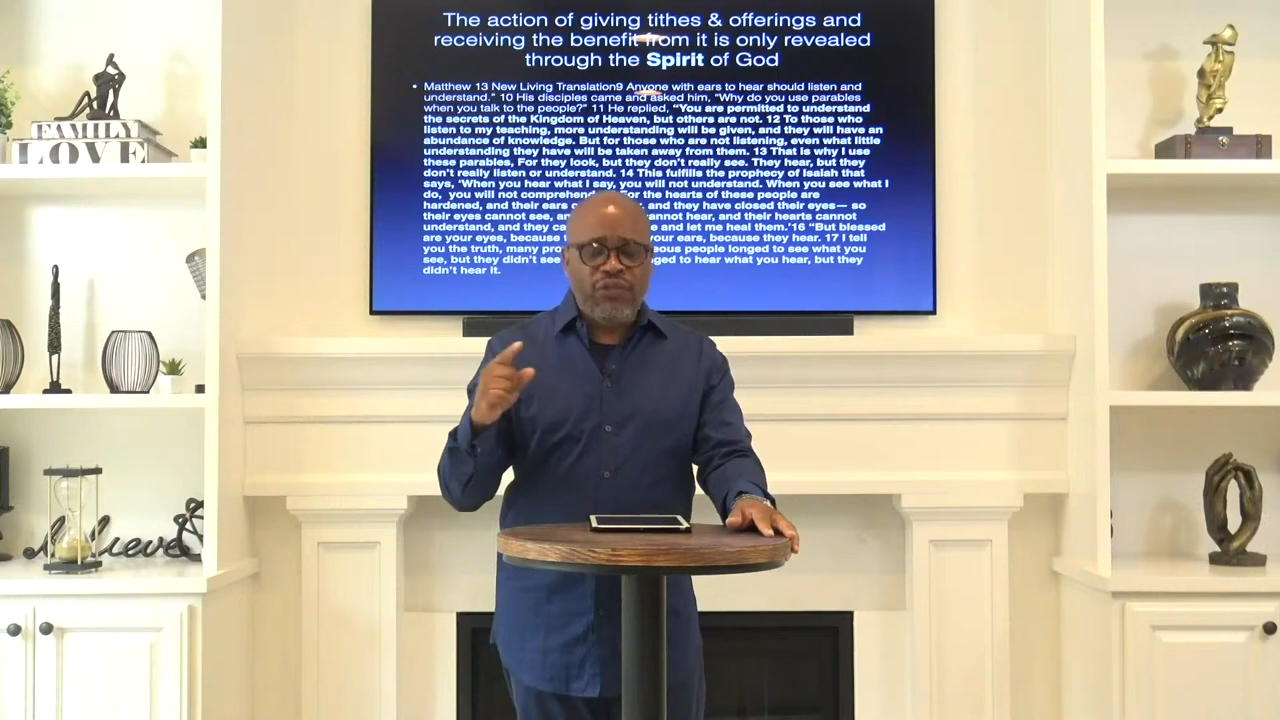 The action of giving tithes & offerings and
receiving the benefit from it is only revealed
through the Spirit of God
• Matthew 13 New Living Translation9 Anyone with ears to hear should listen and
understand.” 10 His disciples came and asked him, “Why do you use parables
when you talk to the people?” 11 He replied, “You are permitted to understand
the secrets of the Kingdom of Heaven, but others are not. 12 To those who
listen to my teaching, more understanding will be given, and they will have an
abundance of knowledge. But for those who are not listening, even what little
understanding they have will be taken away from them. 13 That is why I use
these parables, For they look, but they don’t really see. They hear, but they
don’t really listen or understand. 14 This fulfills the prophecy of Isaiah that
says, ‘When you hear what I say, you will not understand. When you see what I
do, you will not comprehend For the hearts of these people are
hardened, and their ears and they have closed their eyes— so
their eyes cannot see, cannot hear, and their hearts cannot
understand, and they and let me heal them.’16 “But blessed
are your eyes, because your ears, because they hear. 17 I tell
you the truth, many people longed to see what you
see, but they didn’t see to hear what you hear, but they
didn’t hear it.
FAMILY
LOVE
believe